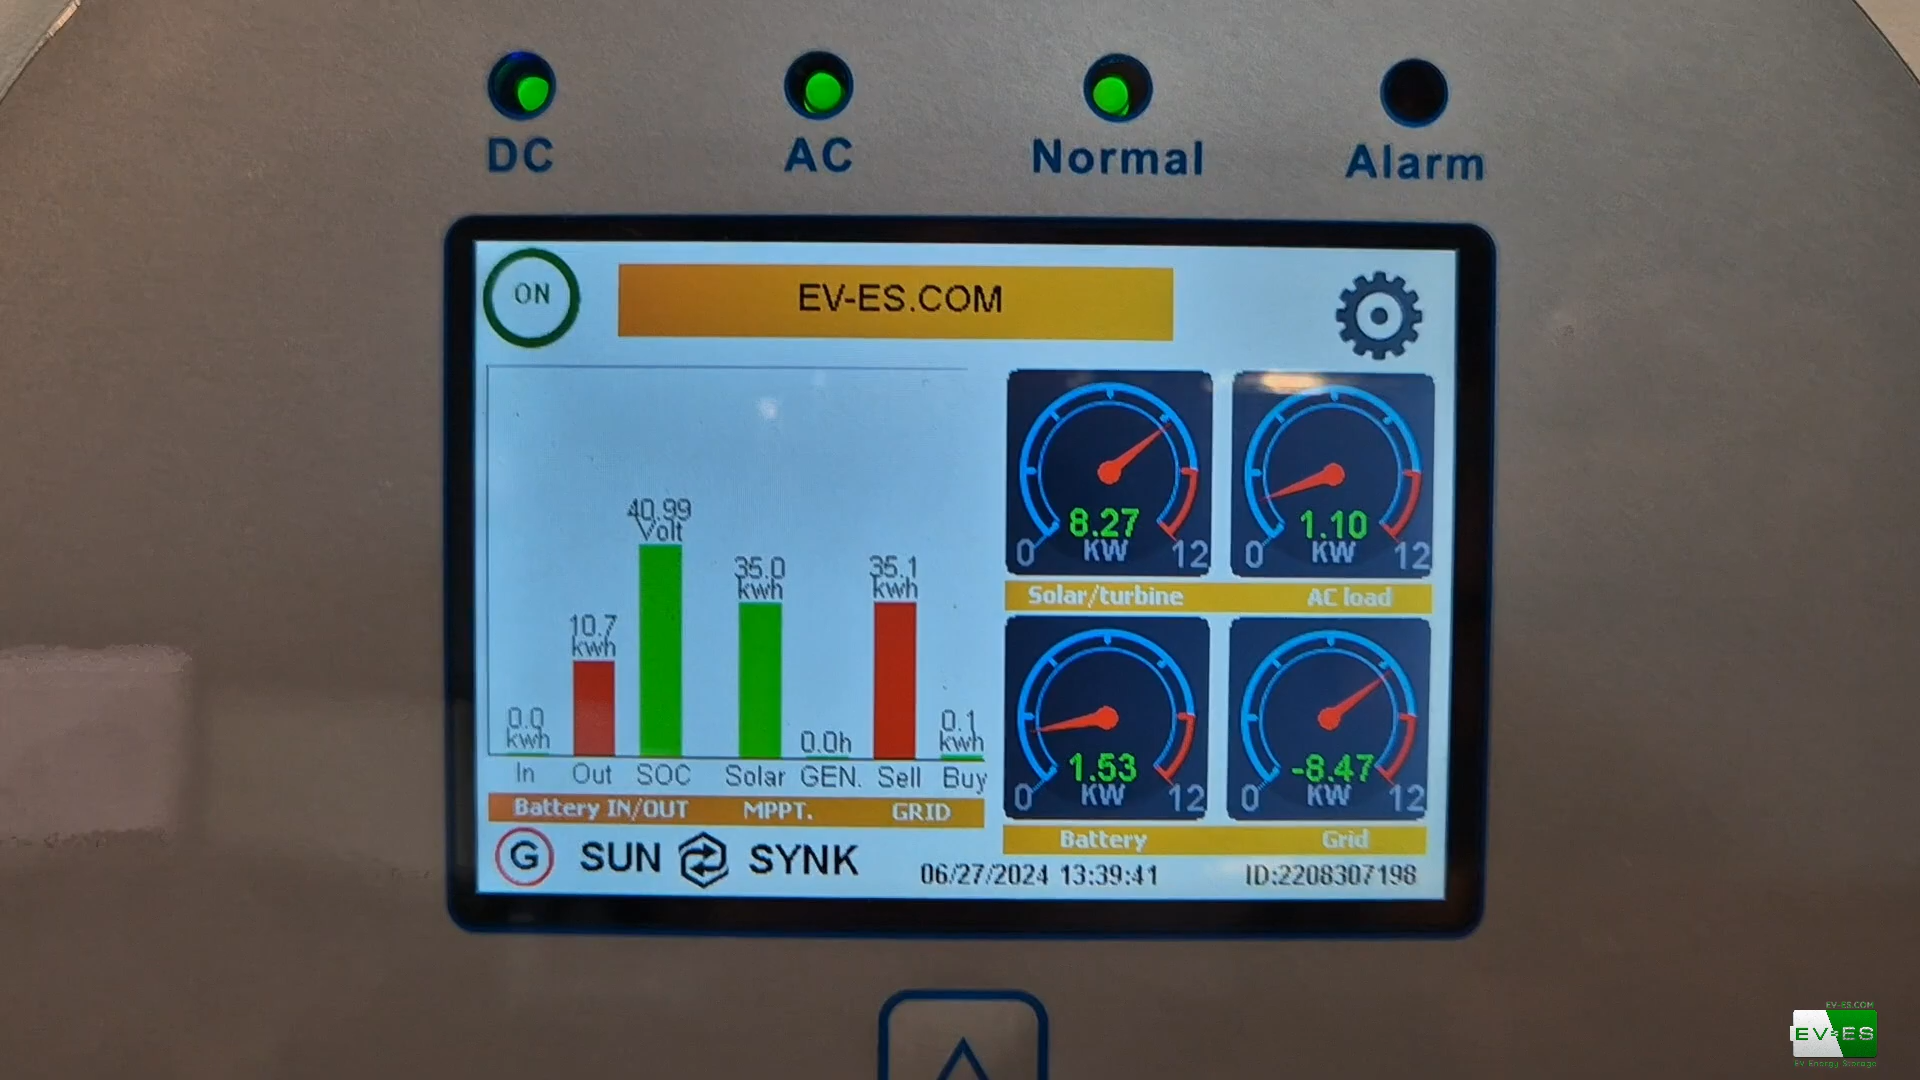 DC
AC
Normal
Alarm
ON
EV-ES.COM
40.99
Volt
35.0
kwh
35.1
kwh
10.7
kwh
0.0
kwh
0.0h
0.1
kwh
In
Out
SOC
Solar
GEN.
Sell
Buy
Battery IN/OUT
MPPT.
GRID
8.27
KW
0
12
1.10
KW
0
12
Solar/turbine
AC load
1.53
KW
0
12
-8.47
KW
0
12
Battery
Grid
G
SUN SYNK
06/27/2024 13:39:41
ID:2208307198
EV-ES.COM
EV ES
EV Energy Storage